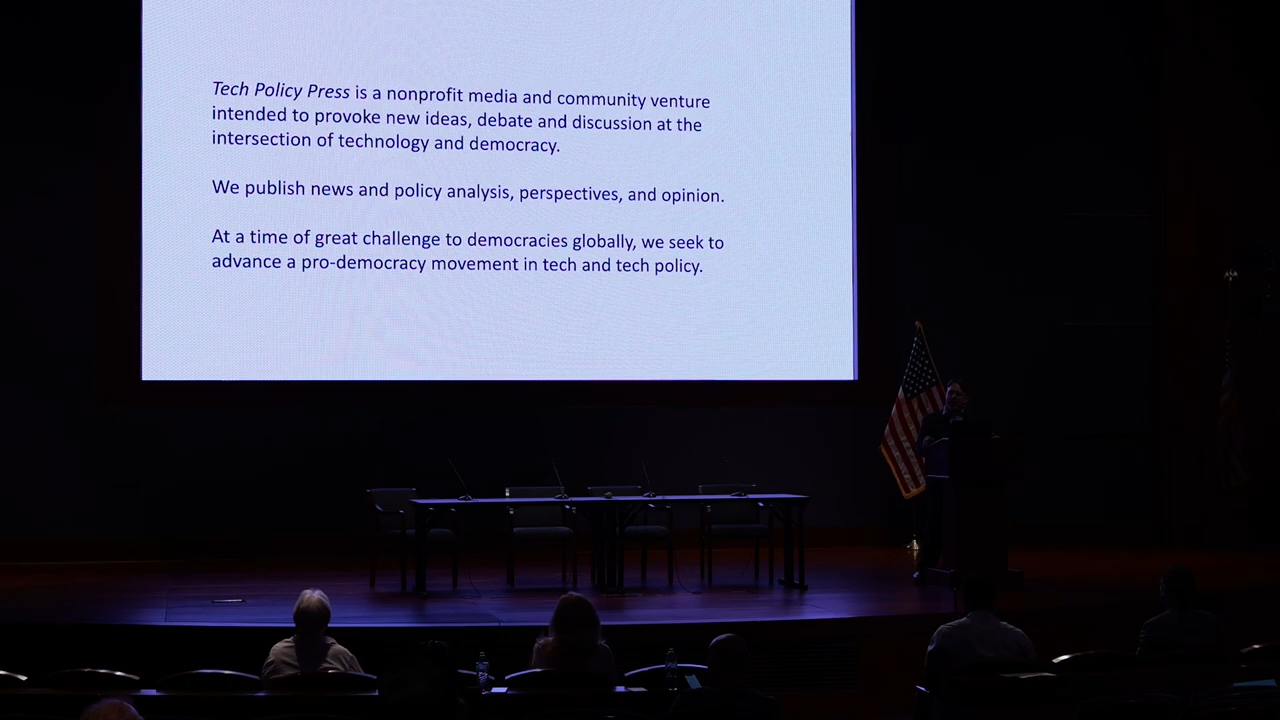 Tech Policy Press is a nonprofit media and community venture
intended to provoke new ideas, debate and discussion at the
intersection of technology and democracy.
We publish news and policy analysis, perspectives, and opinion.
At a time of great challenge to democracies globally, we seek to
advance a pro-democracy movement in tech and tech policy.